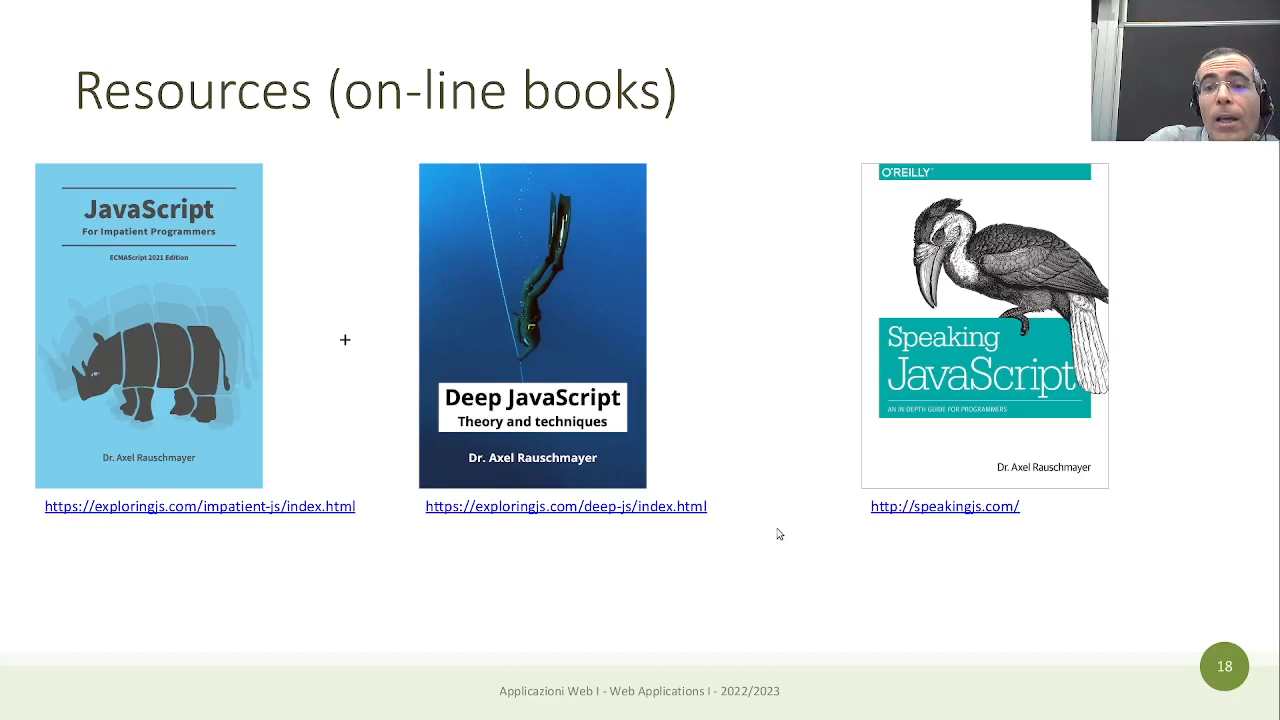 Resources (on-line books)
JavaScript
For Impatient Programmers
ECMAScript 2021 Edition
Dr. Axel Rauschmayer
https://exploringjs.com/impatient-js/index.html
+
Deep JavaScript
Theory and techniques
Dr. Axel Rauschmayer
https://exploringjs.com/deep-js/index.html
O'REILLY
Speaking
JavaScript
AN IN-DEPTH GUIDE FOR PROGRAMMERS
Dr. Axel Rauschmayer
http://speakingjs.com/
Applicazioni Web I - Web Applications I - 2022/2023
18